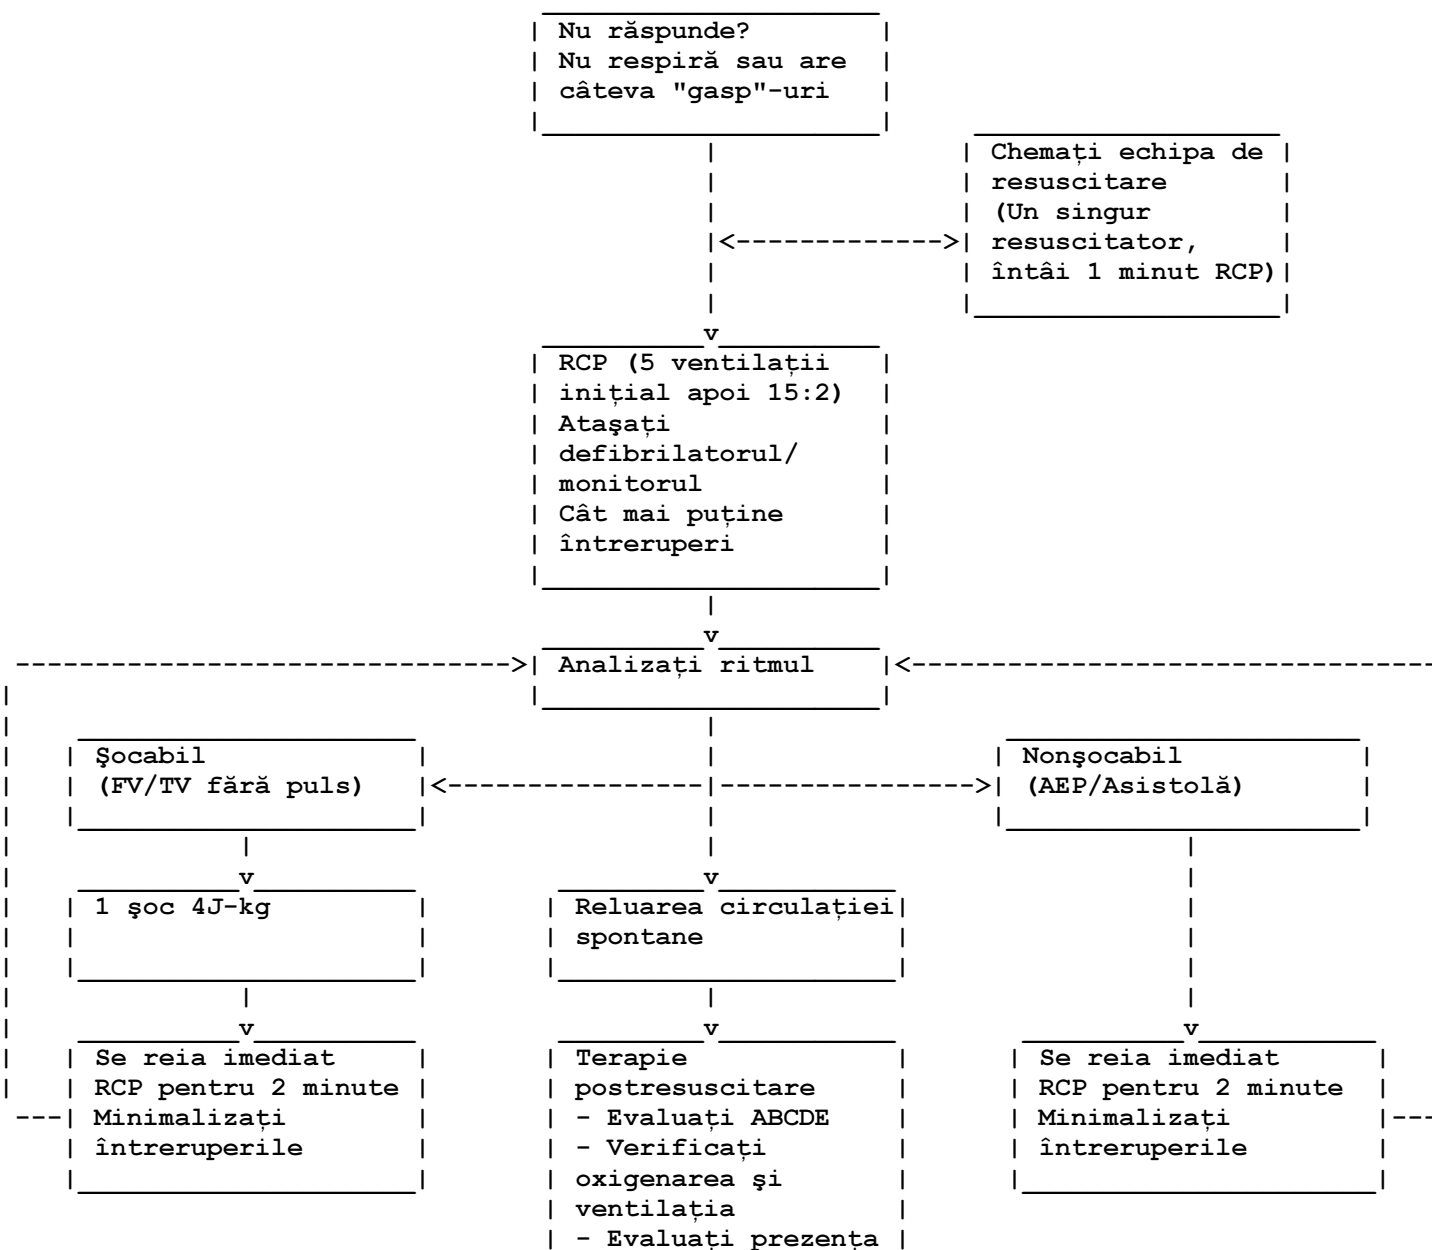 Nu răspunde?
Nu respiră sau are
câteva "gasp"-uri
Chemați echipa de
resuscitare
(Un singur
resuscitator,
întâi 1 minut RCP)
RCP (5 ventilații
inițial apoi 15:2)
Ataşați
defibrilatorul/
monitorul
Cât mai puține
întreruperi
Analizați ritmul
Şocabil
(FV/TV fără puls)
Nonşocabil
(AEP/Asistolă)
1 şoc 4J-kg
Reluarea circulației
spontane
Se reia imediat
RCP pentru 2 minute
Minimalizați
întreruperile
Terapie
postresuscitare
- Evaluați ABCDE
- Verificați
oxigenarea şi
ventilația
- Evaluați prezența
Se reia imediat
RCP pentru 2 minute
Minimalizați
întreruperile